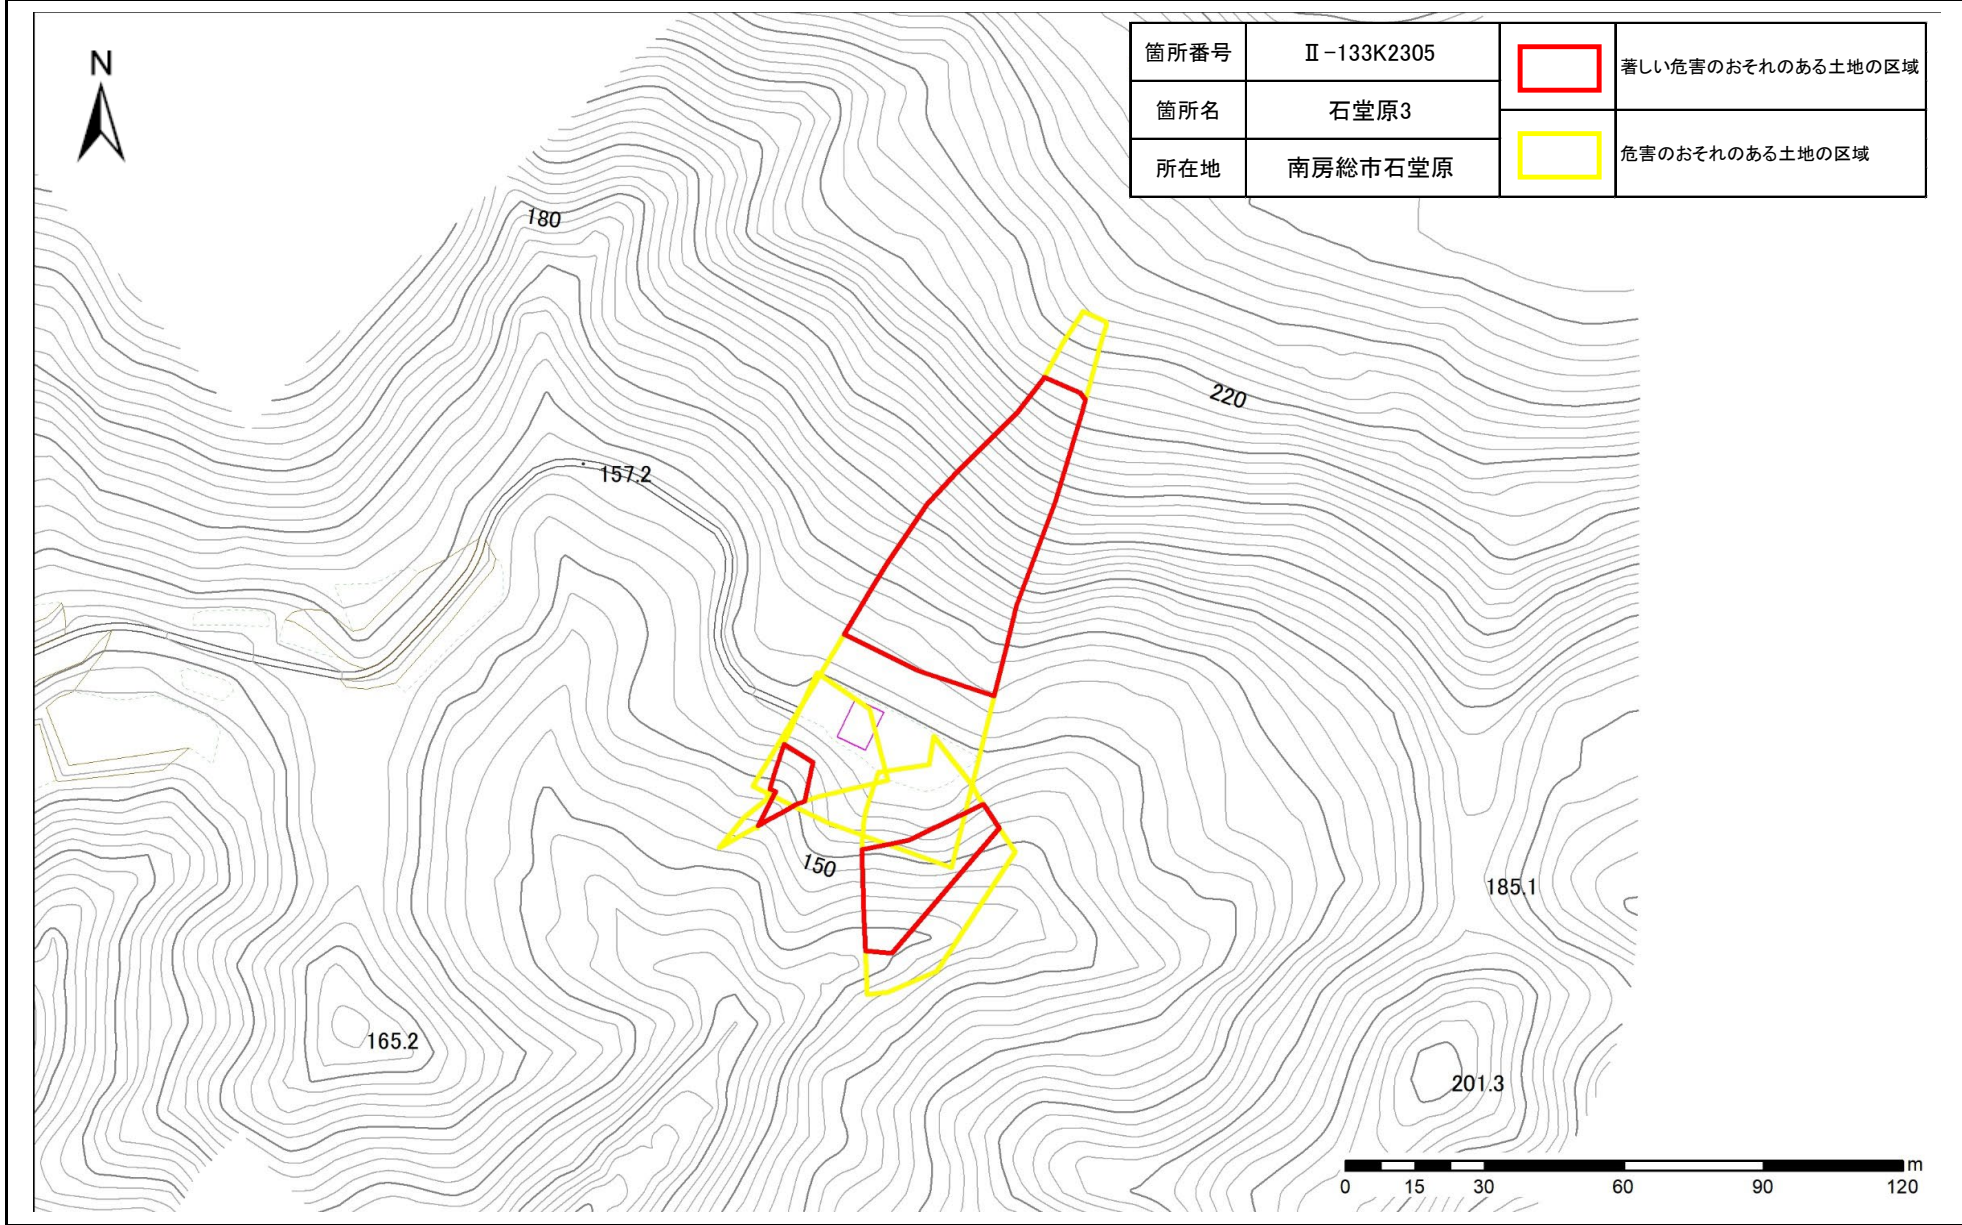 N
箇所番号 Ⅱ-133K2305
著しい危害のおそれのある土地の区域
箇所名 石堂原3
危害のおそれのある土地の区域
所在地 南房総市石堂原
180
220
157.2
150
185.1
165.2
201.3
m
0 15 30 60 90 120